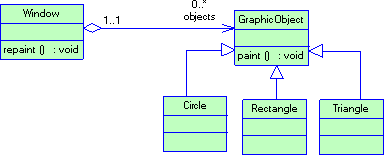 Window
repaint () : void
1..1
0..*
objects
GraphicObject
paint () : void
Circle
Rectangle
Triangle